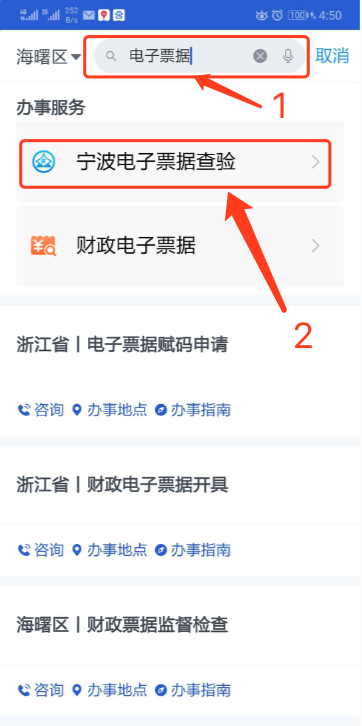 4G 2G 252 B/s 100 4:50
海曙区 电子票据 取消
1
办事服务
宁波电子票据查验
财政电子票据
2
浙江省丨电子票据赋码申请
咨询 办事地点 办事指南
浙江省丨财政电子票据开具
咨询 办事地点 办事指南
海曙区丨财政票据监督检查
咨询 办事地点 办事指南